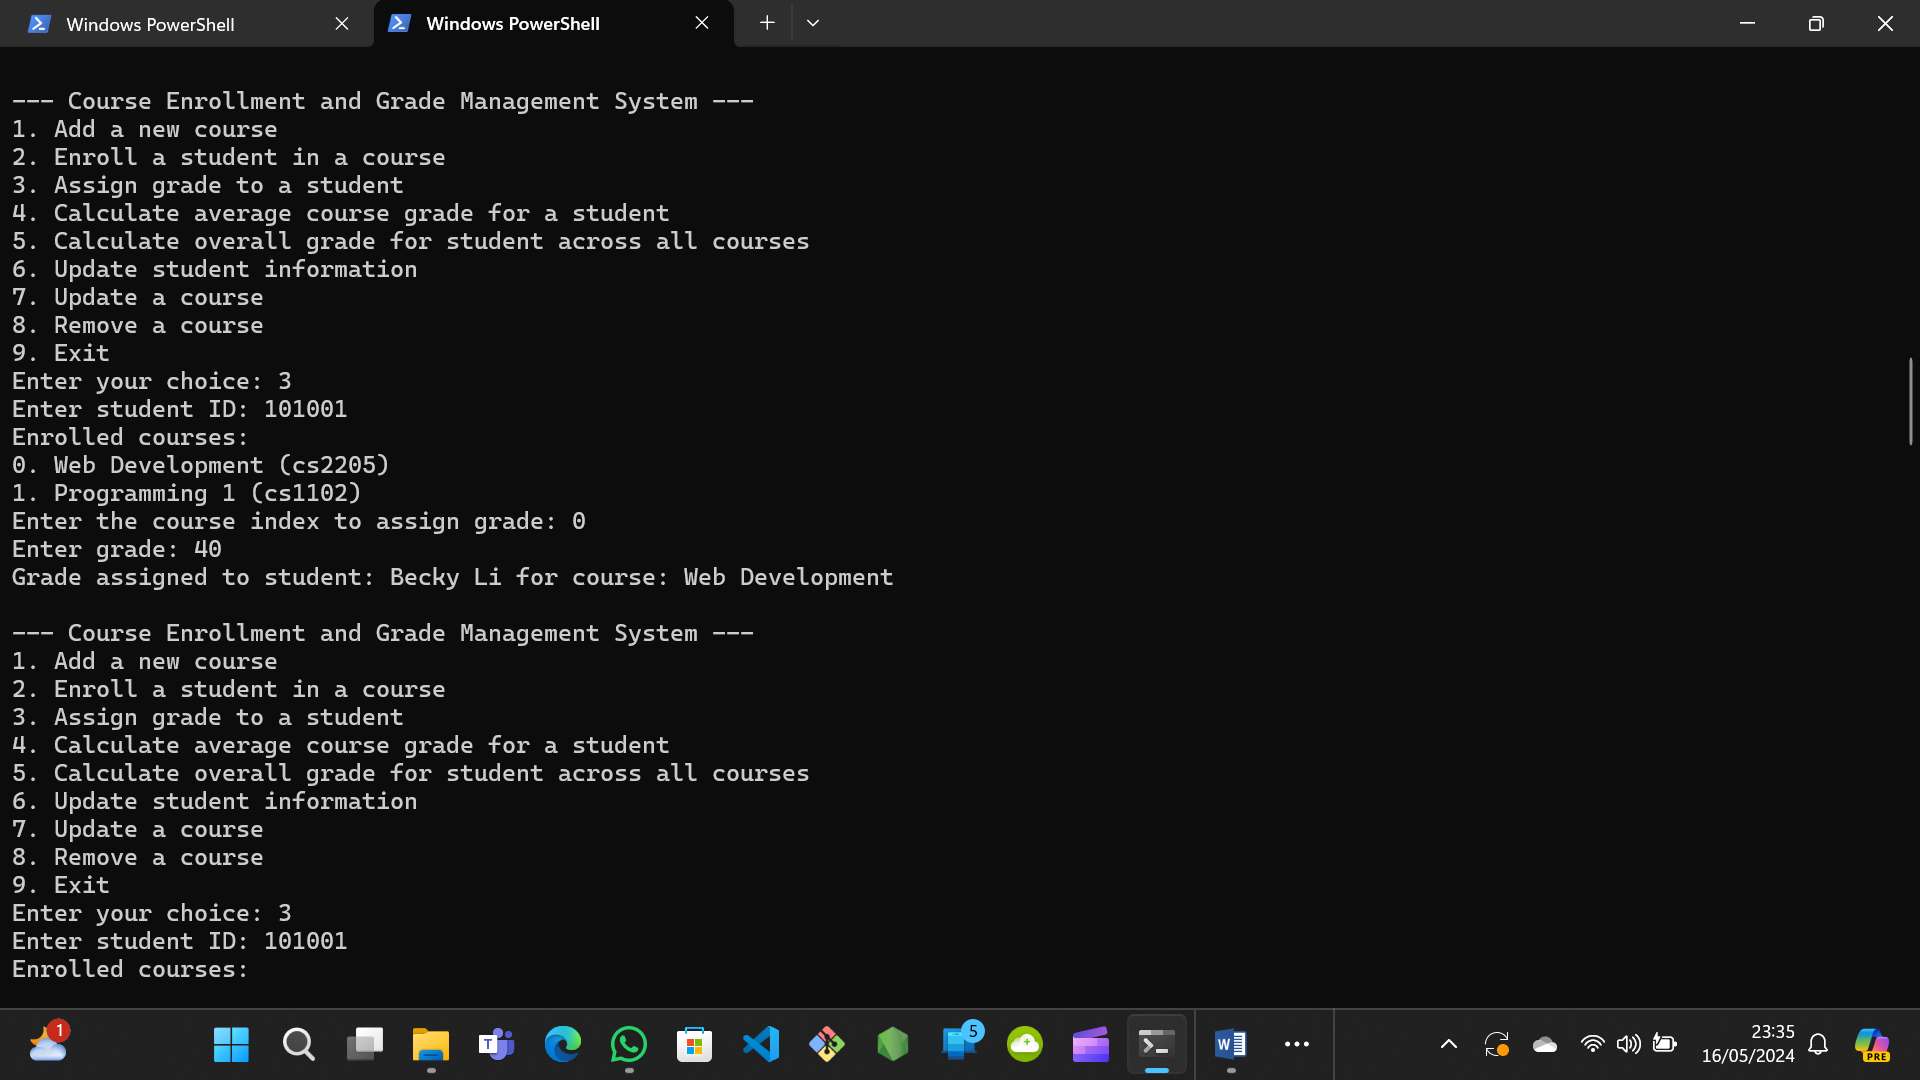 Windows PowerShell
Windows PowerShell
--- Course Enrollment and Grade Management System ---
1. Add a new course
2. Enroll a student in a course
3. Assign grade to a student
4. Calculate average course grade for a student
5. Calculate overall grade for student across all courses
6. Update student information
7. Update a course
8. Remove a course
9. Exit
Enter your choice: 3
Enter student ID: 101001
Enrolled courses:
0. Web Development (cs2205)
1. Programming 1 (cs1102)
Enter the course index to assign grade: 0
Enter grade: 40
Grade assigned to student: Becky Li for course: Web Development
--- Course Enrollment and Grade Management System ---
1. Add a new course
2. Enroll a student in a course
3. Assign grade to a student
4. Calculate average course grade for a student
5. Calculate overall grade for student across all courses
6. Update student information
7. Update a course
8. Remove a course
9. Exit
Enter your choice: 3
Enter student ID: 101001
Enrolled courses:
1
T
5
W
23:35
16/05/2024
PRE